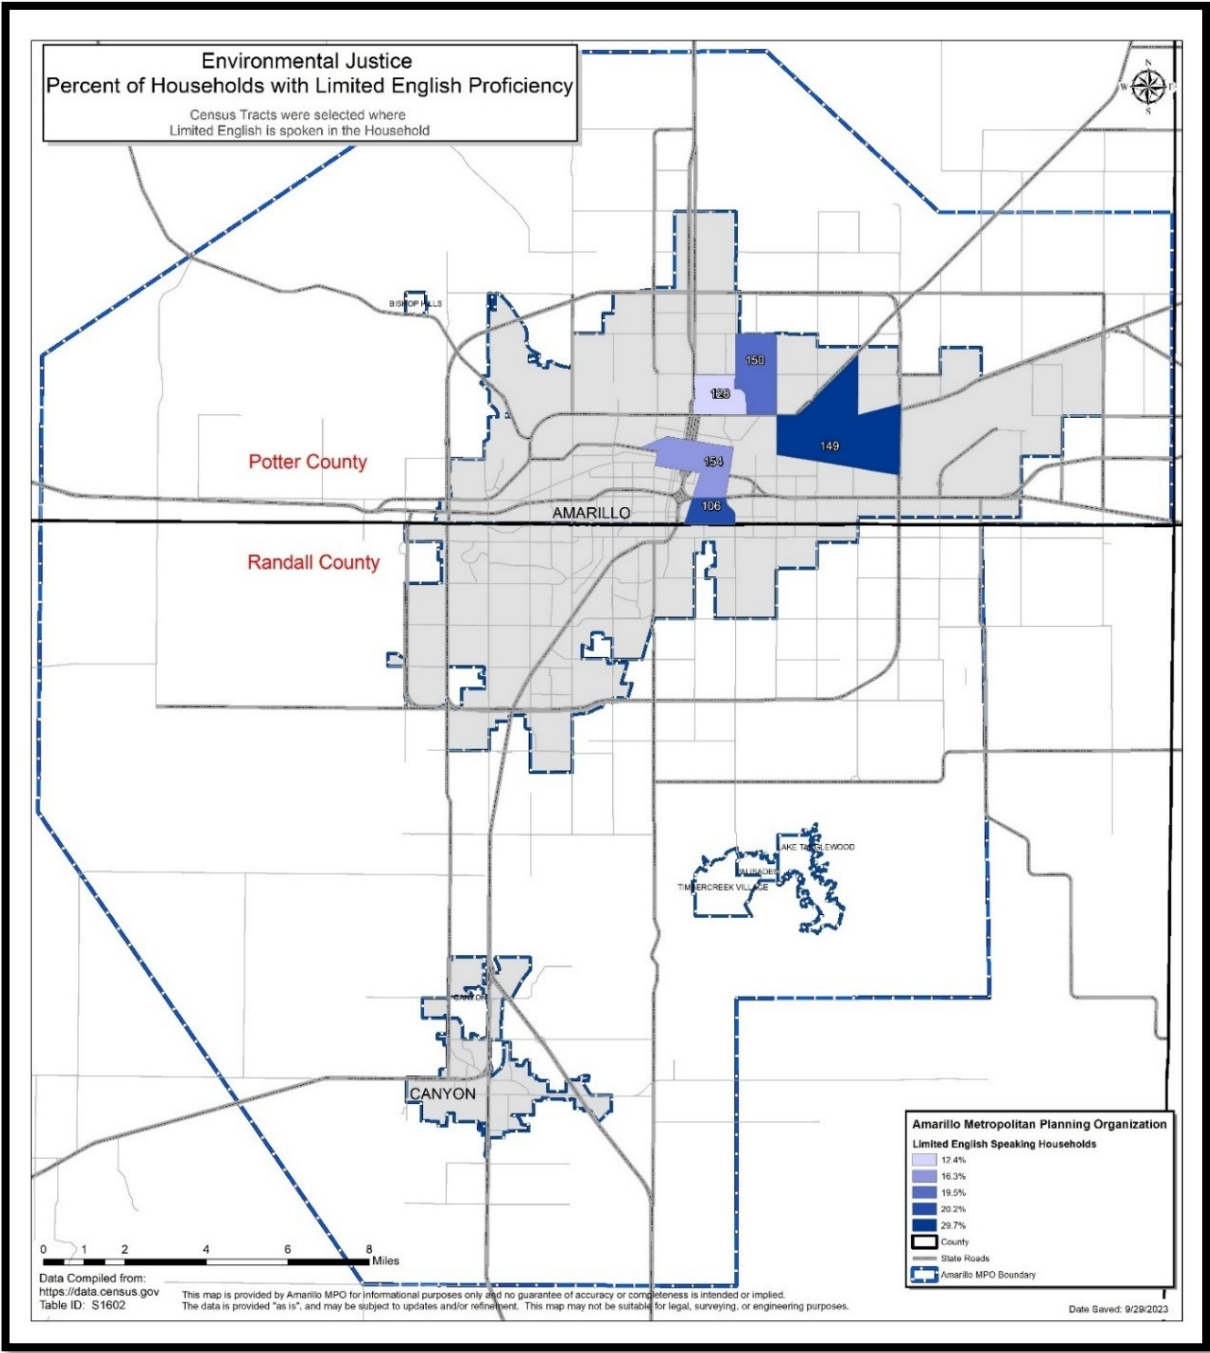 Environmental Justice
Percent of Households with Limited English Proficiency
Census Tracts were selected where
Limited English is spoken in the Household
N
W
E
S
BISHOP HILLS
150
128
149
154
106
Potter County
AMARILLO
Randall County
LAKE TANGLEWOOD
PALISADES
TIMBERCREEK VILLAGE
CANYON
CANYON
Amarillo Metropolitan Planning Organization
Limited English Speaking Households
12.4%
16.3%
19.5%
20.2%
29.7%
County
State Roads
Amarillo MPO Boundary
0 1 2 4 6 8
Miles
Data Compiled from:
https://data.census.gov
Table ID: S1602
This map is provided by Amarillo MPO for informational purposes only and no guarantee of accuracy or completeness is intended or implied.
The data is provided "as is", and may be subject to updates and/or refinement. This map may not be suitable for legal, surveying, or engineering purposes.
Date Saved: 9/29/2023